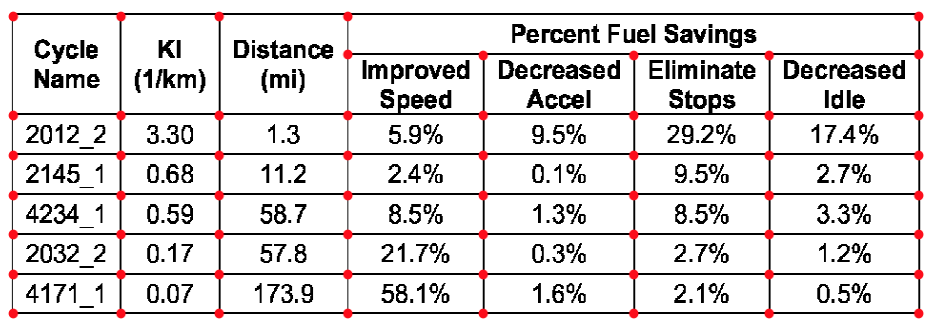 Cycle Name KI (1/km) Distance (mi) Percent Fuel Savings
Improved Speed Decreased Accel Eliminate Stops Decreased Idle
2012_2 3.30 1.3 5.9% 9.5% 29.2% 17.4%
2145_1 0.68 11.2 2.4% 0.1% 9.5% 2.7%
4234_1 0.59 58.7 8.5% 1.3% 8.5% 3.3%
2032_2 0.17 57.8 21.7% 0.3% 2.7% 1.2%
4171_1 0.07 173.9 58.1% 1.6% 2.1% 0.5%